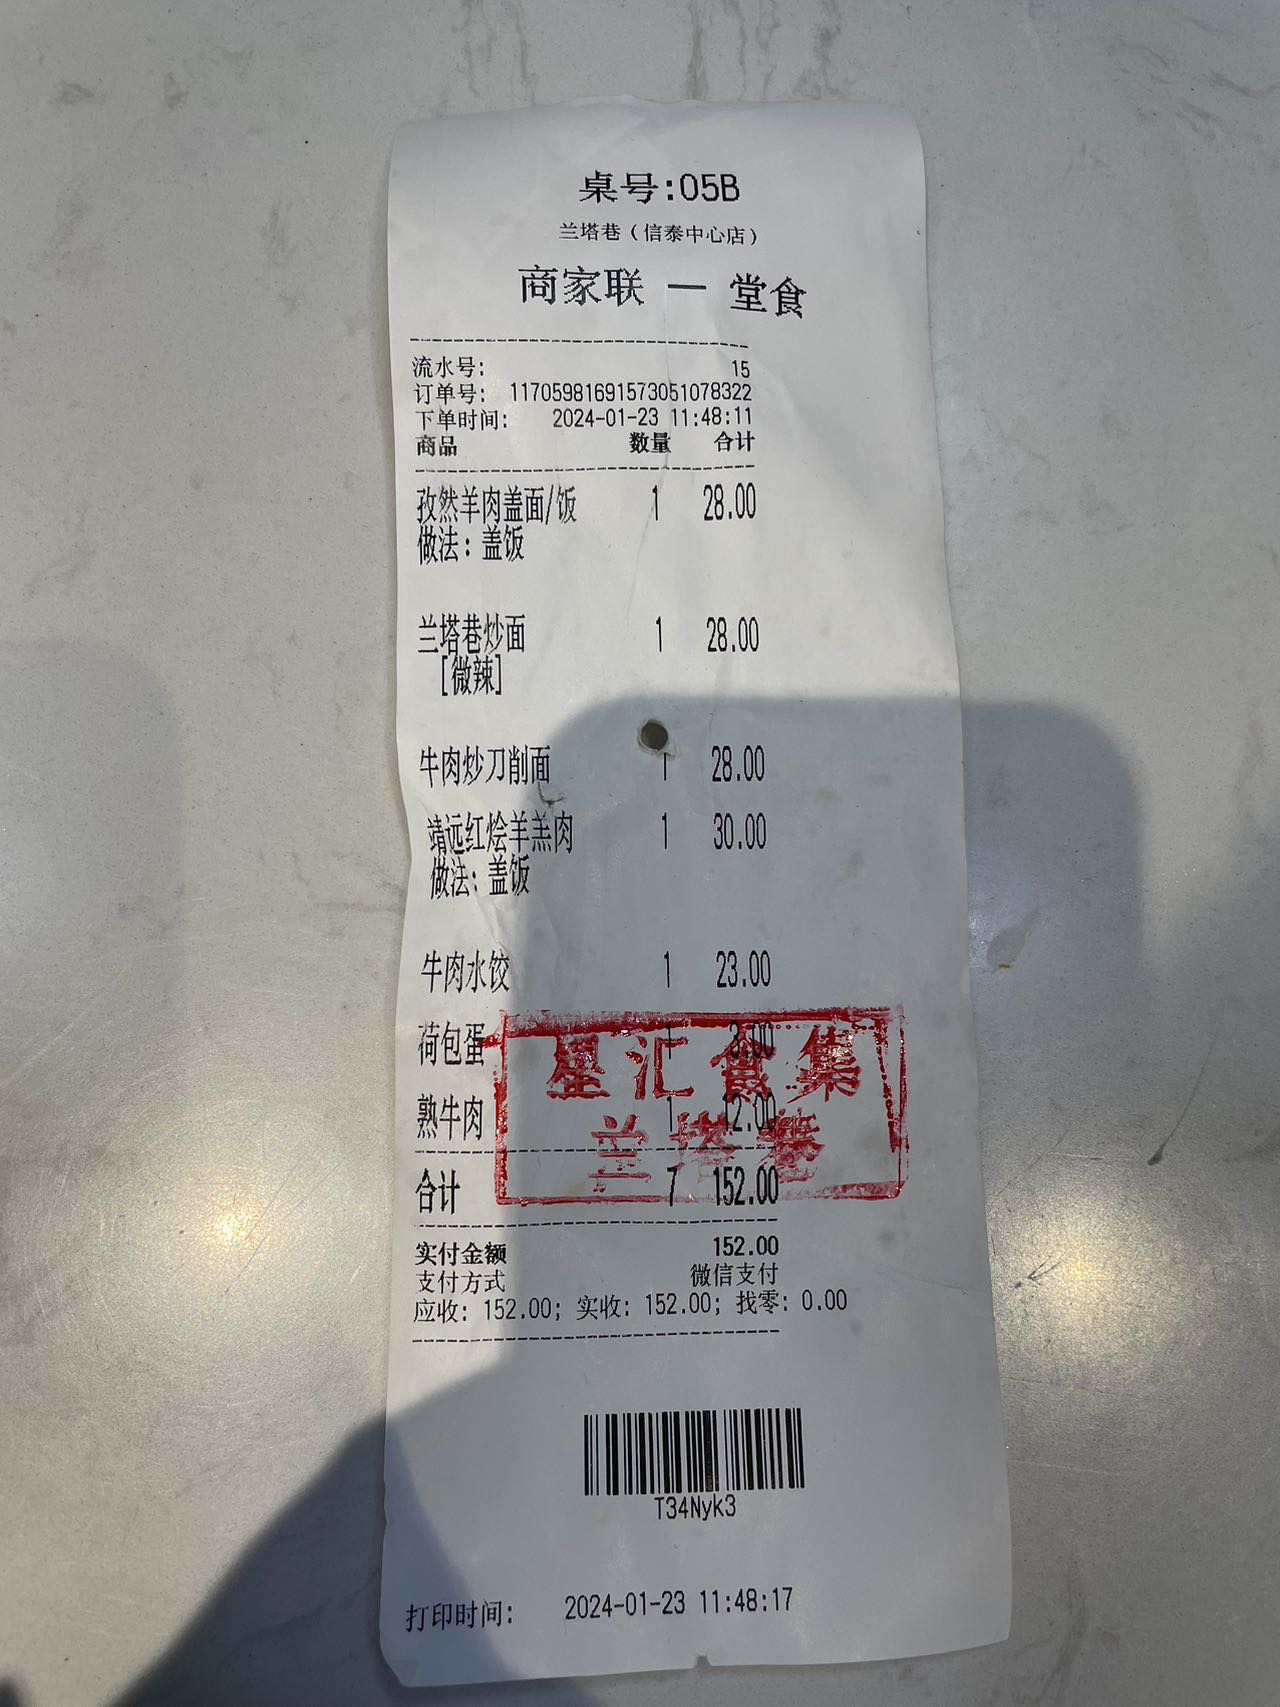 桌号:05B
兰塔巷（信泰中心店）
商家联 — 堂食
流水号: 15
订单号: 11705981691573051078322
下单时间: 2024-01-23 11:48:11
商品 数量 合计
孜然羊肉盖面/饭 1 28.00
做法: 盖饭
兰塔巷炒面 1 28.00
[微辣]
牛肉炒刀削面 1 28.00
靖远红烩羊羔肉 1 30.00
做法: 盖饭
牛肉水饺 1 23.00
荷包蛋 1 3.00
熟牛肉 1 12.00
星汇食集
兰塔巷
合计 7 152.00
实付金额 152.00
支付方式 微信支付
应收: 152.00; 实收: 152.00; 找零: 0.00
T34Nyk3
打印时间: 2024-01-23 11:48:17